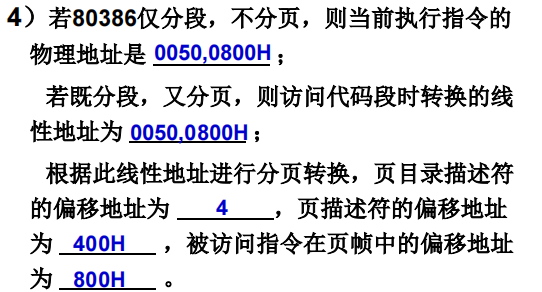 4）若80386仅分段，不分页，则当前执行指令的
物理地址是 0050,0800H ；
若既分段，又分页，则访问代码段时转换的线
性地址为 0050,0800H ；
根据此线性地址进行分页转换，页目录描述符
的偏移地址为 4 ，页描述符的偏移地址
为 400H ，被访问指令在页帧中的偏移地址
为 800H 。